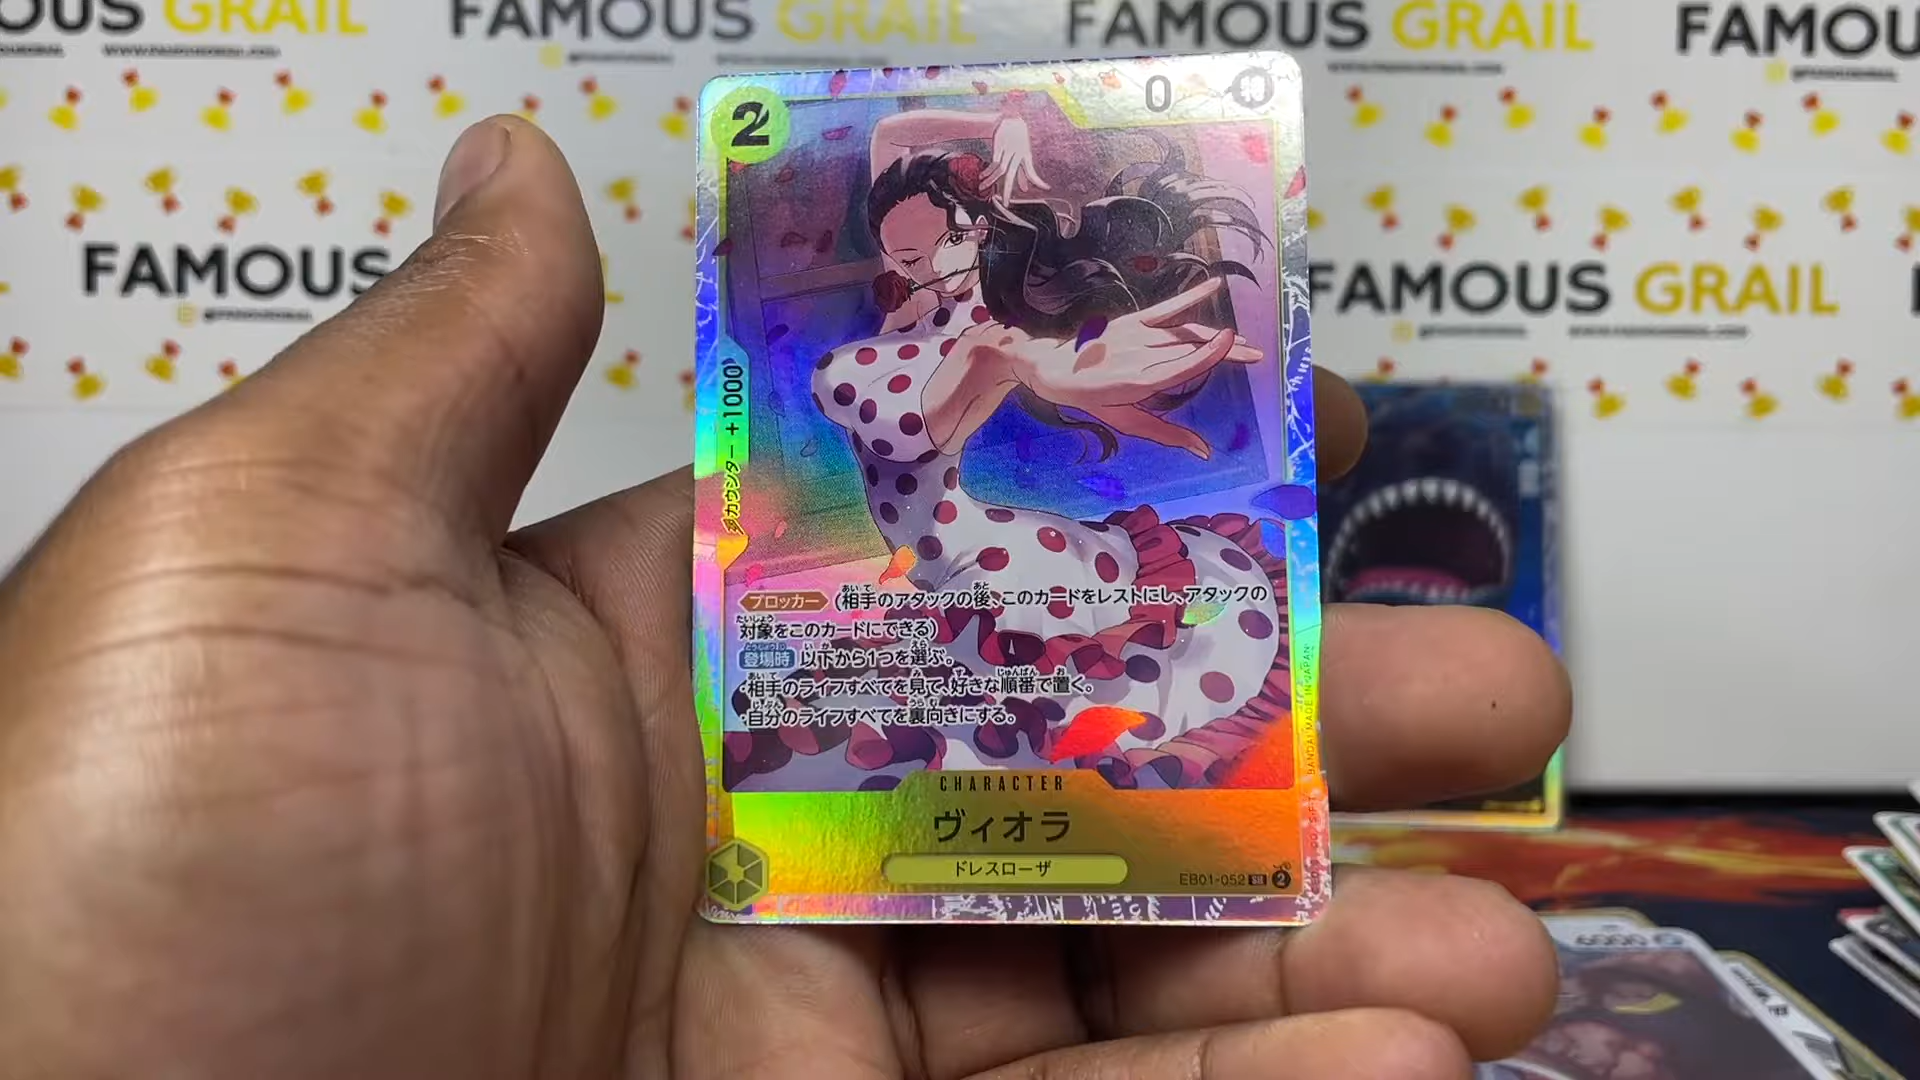 FAMOUS GRAIL
FAMOUS GRAIL
FAMOUS GRAIL
FAMOU
FAMOUS
FAMOUS GRAIL
2
0
カウンター +1000
ブロッカー (相手のアタックの後、このカードをレストにし、アタックの
対象をこのカードにできる)
登場時 以下から1つを選ぶ。
・相手のライフすべてを見て、好きな順番で置く。
・自分のライフすべてを裏向きにする。
BANDAI MADE IN JAPAN
CHARACTER
ヴィオラ
ドレスローザ
EB01-052 SR 2
6000